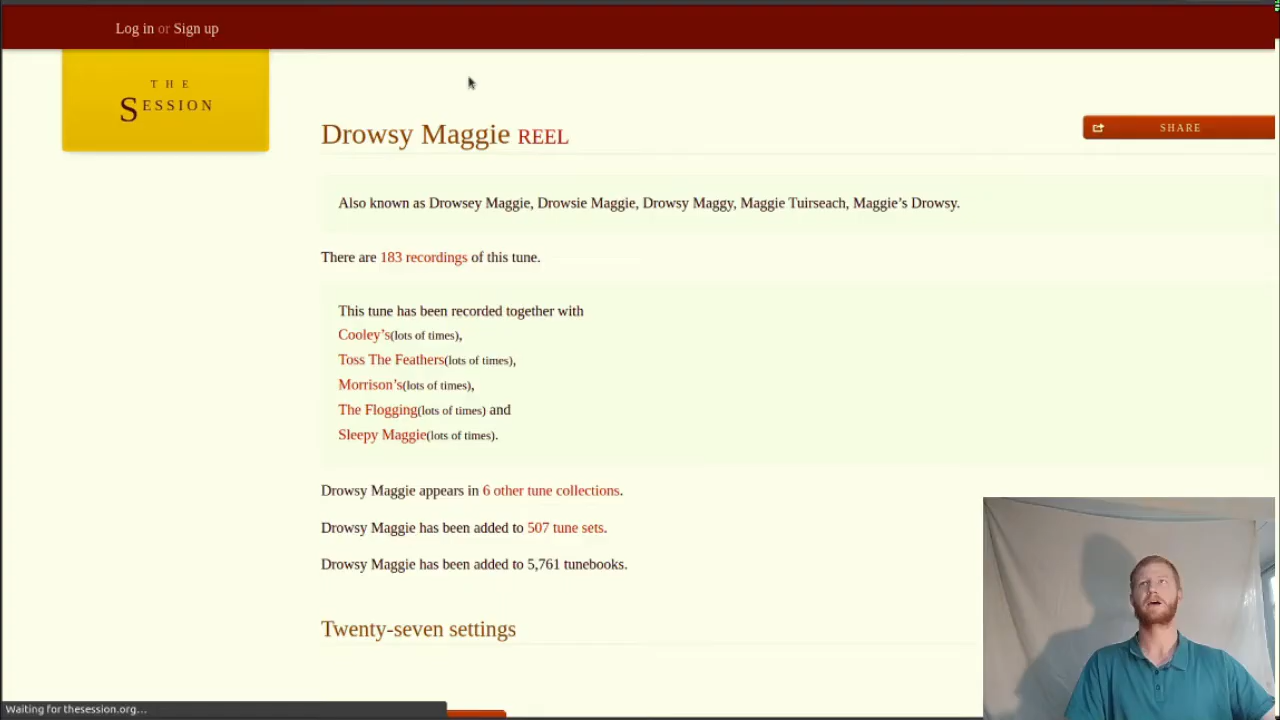 Log in or Sign up
THE
SESSION
Drowsy Maggie REEL
SHARE
Also known as Drowsey Maggie, Drowsie Maggie, Drowsy Maggy, Maggie Tuirseach, Maggie’s Drowsy.
There are 183 recordings of this tune.
This tune has been recorded together with
Cooley’s(lots of times),
Toss The Feathers(lots of times),
Morrison’s(lots of times),
The Flogging(lots of times) and
Sleepy Maggie(lots of times).
Drowsy Maggie appears in 6 other tune collections.
Drowsy Maggie has been added to 507 tune sets.
Drowsy Maggie has been added to 5,761 tunebooks.
Twenty-seven settings
Waiting for thesession.org...